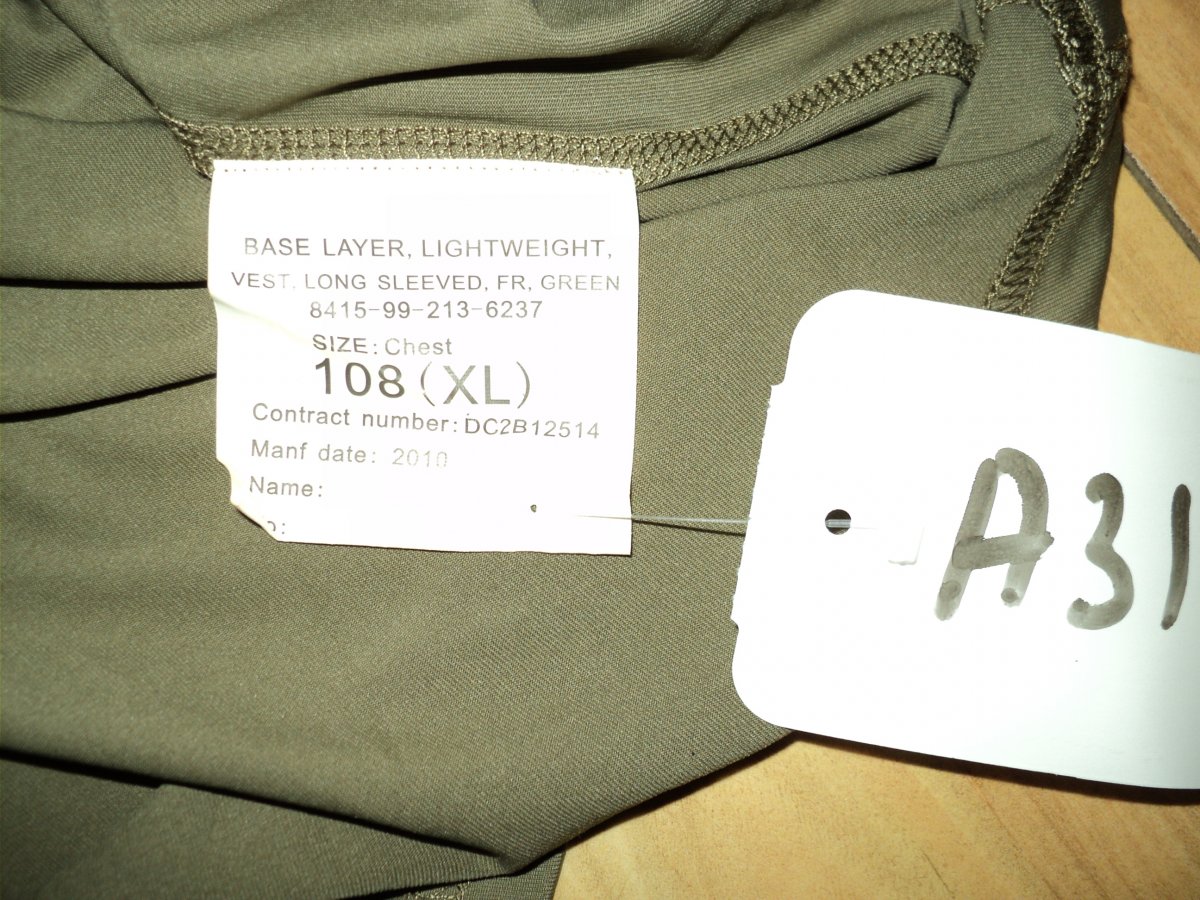 BASE LAYER, LIGHTWEIGHT,
VEST, LONG SLEEVED, FR, GREEN
8415-99-213-6237
SIZE: Chest
108 (XL)
Contract number: DC2B12514
Manf date: 2010
Name:
A31